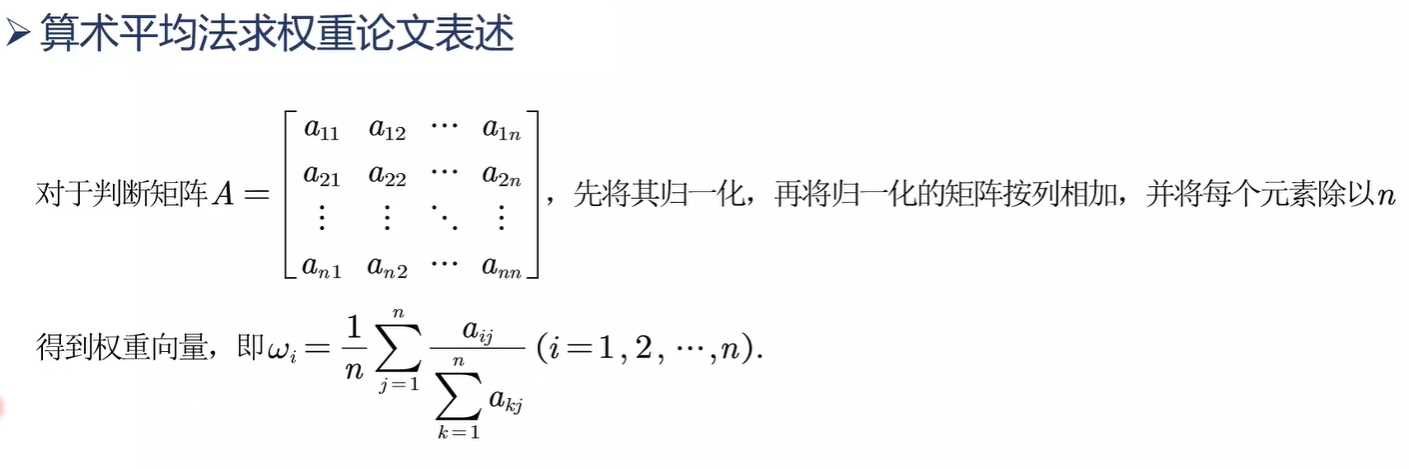 ➢ 算术平均法求权重论文表述
对于判断矩阵 $A = \begin{bmatrix} a_{11} & a_{12} & \cdots & a_{1n} \\ a_{21} & a_{22} & \cdots & a_{2n} \\ \vdots & \vdots & \ddots & \vdots \\ a_{n1} & a_{n2} & \cdots & a_{nn} \end{bmatrix}$，先将其归一化，再将归一化的矩阵按列相加，并将每个元素除以$n$
得到权重向量，即$\omega_i = \frac{1}{n} \sum_{j=1}^{n} \frac{a_{ij}}{\sum_{k=1}^{n} a_{kj}} (i=1,2,\cdots,n).$